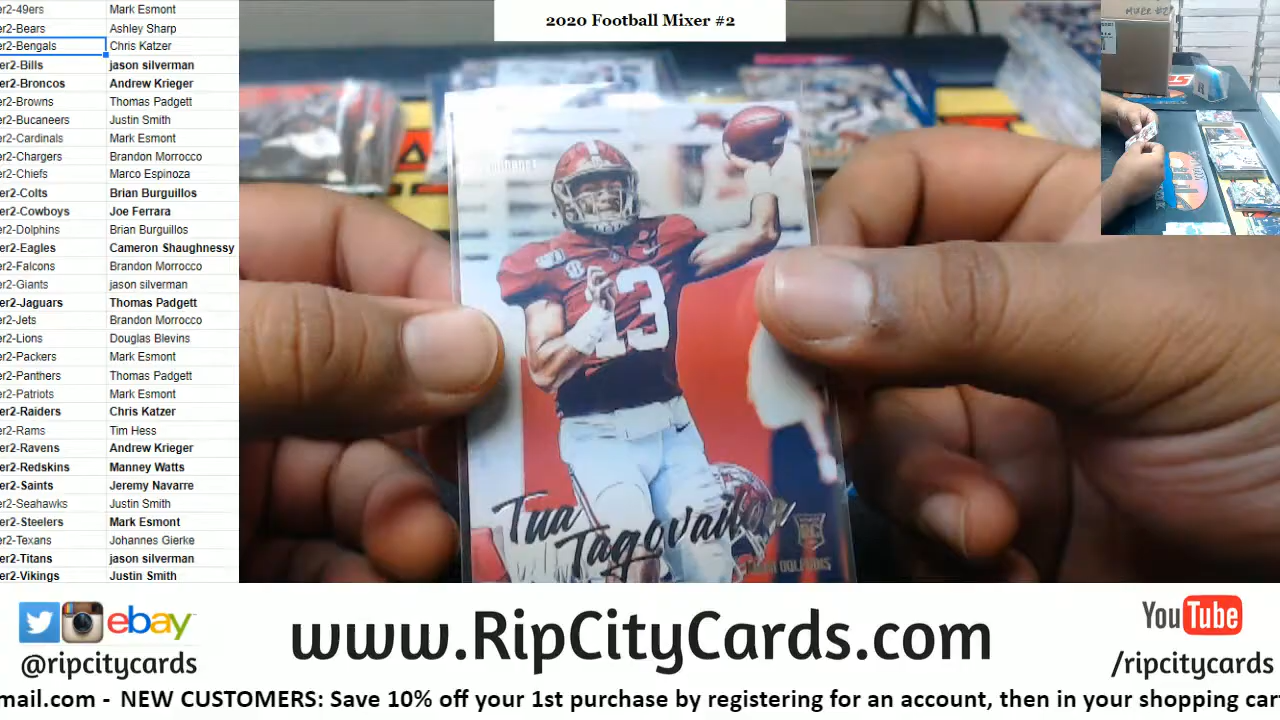 2020 Football Mixer #2
er2-49ers Mark Esmont
er2-Bears Ashley Sharp
er2-Bengals Chris Katzer
er2-Bills jason silverman
er2-Broncos Andrew Krieger
er2-Browns Thomas Padgett
er2-Bucaneers Justin Smith
er2-Cardinals Mark Esmont
er2-Chargers Brandon Morrocco
er2-Chiefs Marco Espinoza
er2-Colts Brian Burguillos
er2-Cowboys Joe Ferrara
er2-Dolphins Brian Burguillos
er2-Eagles Cameron Shaughnessy
er2-Falcons Brandon Morrocco
er2-Giants jason silverman
er2-Jaguars Thomas Padgett
er2-Jets Brandon Morrocco
er2-Lions Douglas Blevins
er2-Packers Mark Esmont
er2-Panthers Thomas Padgett
er2-Patriots Mark Esmont
er2-Raiders Chris Katzer
er2-Rams Tim Hess
er2-Ravens Andrew Krieger
er2-Redskins Manney Watts
er2-Saints Jeremy Navarre
er2-Seahawks Justin Smith
er2-Steelers Mark Esmont
er2-Texans Johannes Gierke
er2-Titans jason silverman
er2-Vikings Justin Smith
13
Tua
Tagovailoa
RC
DOLPHINS
ebay
@ripcitycards
www.RipCityCards.com
YouTube
/ripcitycards
mail.com - NEW CUSTOMERS: Save 10% off your 1st purchase by registering for an account, then in your shopping car